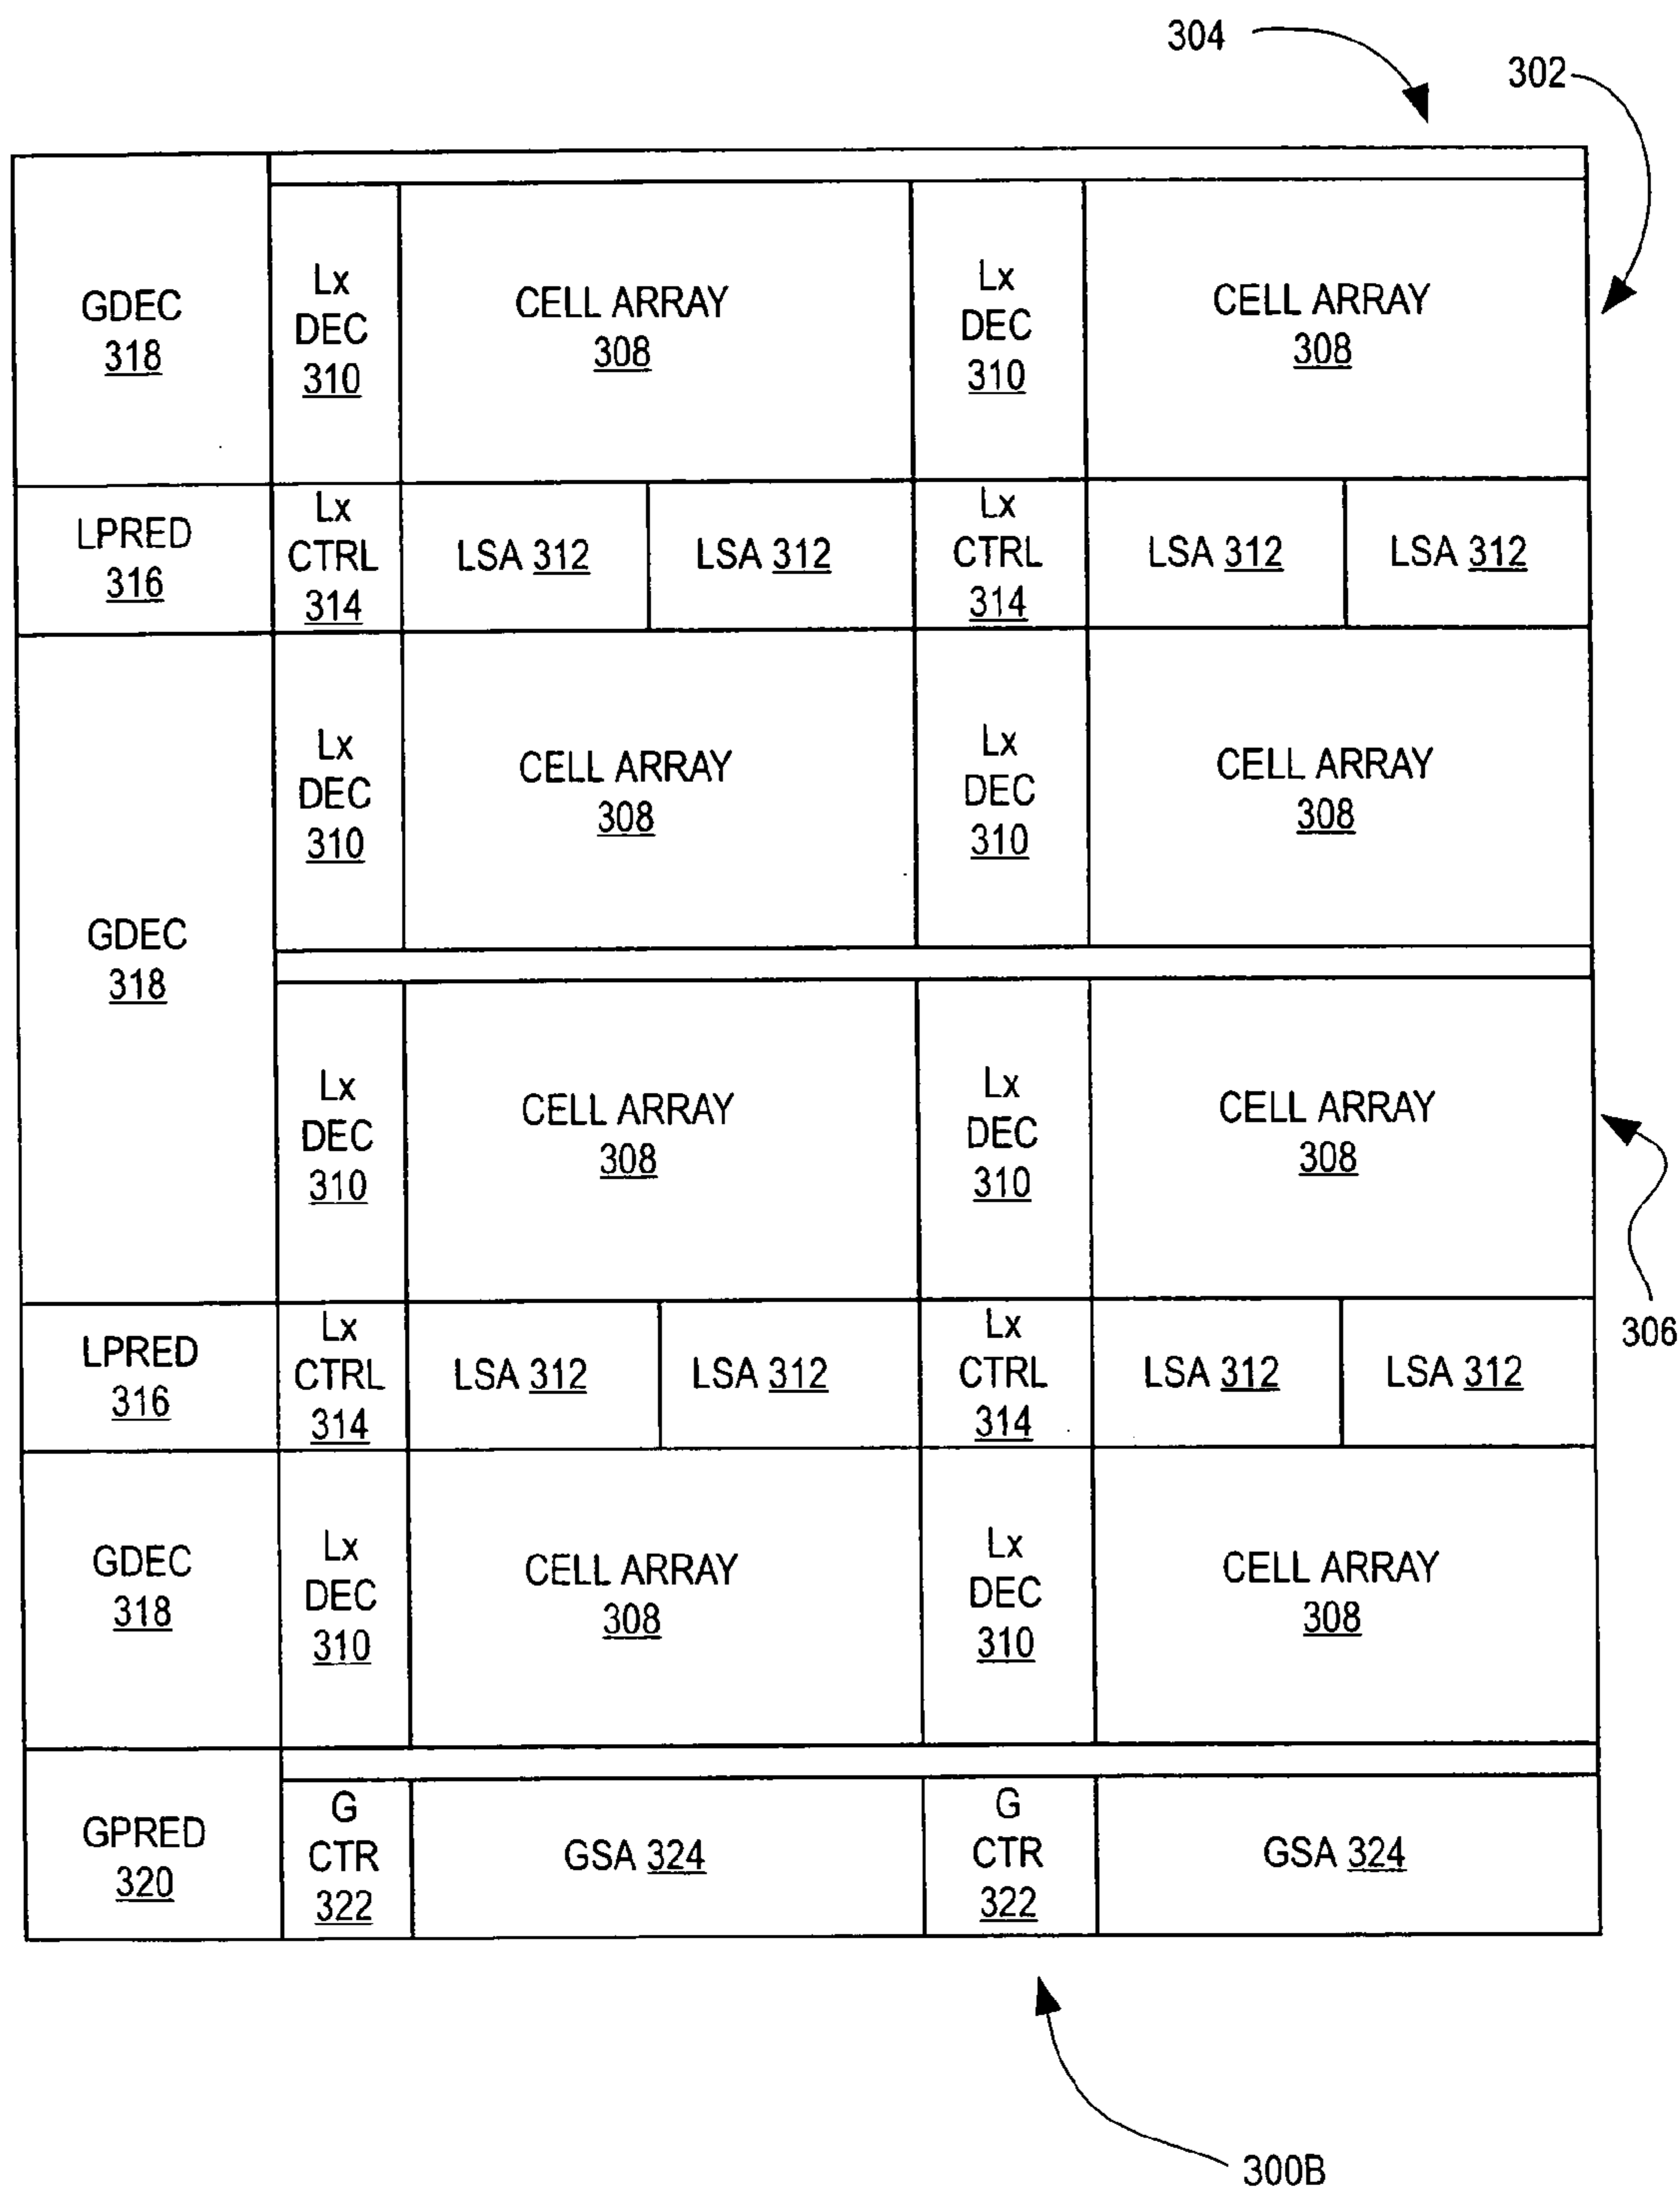 304
302
GDEC
318
Lx
DEC
310
CELL ARRAY
308
Lx
DEC
310
CELL ARRAY
308
LPRED
316
Lx
CTRL
314
LSA 312
LSA 312
Lx
CTRL
314
LSA 312
LSA 312
GDEC
318
Lx
DEC
310
CELL ARRAY
308
Lx
DEC
310
CELL ARRAY
308
Lx
DEC
310
CELL ARRAY
308
Lx
DEC
310
CELL ARRAY
308
306
LPRED
316
Lx
CTRL
314
LSA 312
LSA 312
Lx
CTRL
314
LSA 312
LSA 312
GDEC
318
Lx
DEC
310
CELL ARRAY
308
Lx
DEC
310
CELL ARRAY
308
GPRED
320
G
CTR
322
GSA 324
G
CTR
322
GSA 324
300B